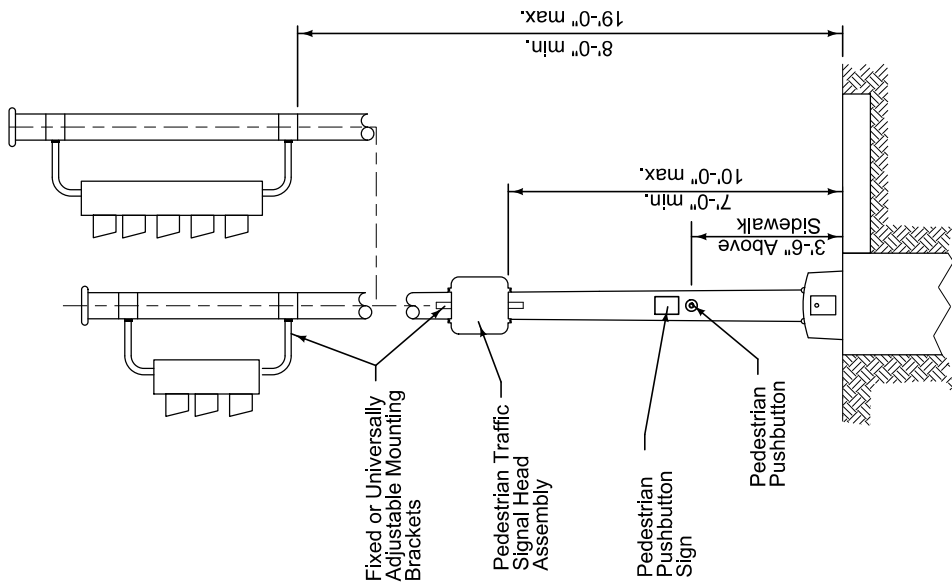 8'-0" min.
19'-0" max.
7'-0" min.
10'-0" max.
3'-6" Above
Sidewalk
Fixed or Universally
Adjustable Mounting
Brackets
Pedestrian Traffic
Signal Head
Assembly
Pedestrian
Pushbutton
Sign
Pedestrian
Pushbutton